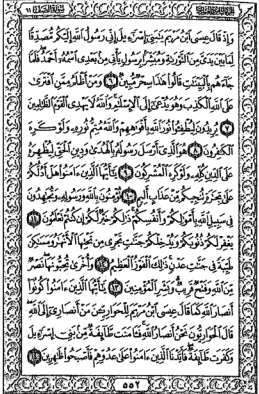 وَإِذْ قَالَ عِيسَى ٱبْنُ مَرْيَمَ يَٰبَنِىٓ إِسْرَٰٓءِيلَ إِنِّى رَسُولُ ٱللَّهِ إِلَيْكُم مُّصَدِّقًا
لِّمَا بَيْنَ يَدَىَّ مِنَ ٱلتَّوْرَىٰةِ وَمُبَشِّرًۢا بِرَسُولٍ يَأْتِى مِنۢ بَعْدِى ٱسْمُهُۥٓ أَحْمَدُ فَلَمَّا
جَآءَهُم بِٱلْبَيِّنَٰتِ قَالُوا۟ هَٰذَا سِحْرٌ مُّبِينٌ ٦ وَمَنْ أَظْلَمُ مِمَّنِ ٱفْتَرَىٰ
عَلَى ٱللَّهِ ٱلْكَذِبَ وَهُوَ يُدْعَىٰٓ إِلَى ٱلْإِسْلَٰمِ وَٱللَّهُ لَا يَهْدِى ٱلْقَوْمَ ٱلظَّٰلِمِينَ
٧ يُرِيدُونَ لِيُطْفِـُٔوا۟ نُورَ ٱللَّهِ بِأَفْوَٰهِهِمْ وَٱللَّهُ مُتِمُّ نُورِهِۦ وَلَوْ كَرِهَ
ٱلْكَٰفِرُونَ ٨ هُوَ ٱلَّذِىٓ أَرْسَلَ رَسُولَهُۥ بِٱلْهُدَىٰ وَدِينِ ٱلْحَقِّ لِيُظْهِرَهُۥ
عَلَى ٱلدِّينِ كُلِّهِۦ وَلَوْ كَرِهَ ٱلْمُشْرِكُونَ ٩ يَٰٓأَيُّهَا ٱلَّذِينَ ءَامَنُوا۟ هَلْ أَدُلُّكُمْ
عَلَىٰ تِجَٰرَةٍ تُنجِيكُم مِّنْ عَذَابٍ أَلِيمٍ ١٠ تُؤْمِنُونَ بِٱللَّهِ وَرَسُولِهِۦ وَتُجَٰهِدُونَ
فِى سَبِيلِ ٱللَّهِ بِأَمْوَٰلِكُمْ وَأَنفُسِكُمْ ذَٰلِكُمْ خَيْرٌ لَّكُمْ إِن كُنتُمْ تَعْلَمُونَ ١١
يَغْفِرْ لَكُمْ ذُنُوبَكُمْ وَيُدْخِلْكُمْ جَنَّٰتٍ تَجْرِى مِن تَحْتِهَا ٱلْأَنْهَٰرُ وَمَسَٰكِنَ
طَيِّبَةً فِى جَنَّٰتِ عَدْنٍ ذَٰلِكَ ٱلْفَوْزُ ٱلْعَظِيمُ ١٢ وَأُخْرَىٰ تُحِبُّونَهَا نَصْرٌ
مِّنَ ٱللَّهِ وَفَتْحٌ قَرِيبٌ وَبَشِّرِ ٱلْمُؤْمِنِينَ ١٣ يَٰٓأَيُّهَا ٱلَّذِينَ ءَامَنُوا۟ كُونُوٓا۟
أَنصَارَ ٱللَّهِ كَمَا قَالَ عِيسَى ٱبْنُ مَرْيَمَ لِلْحَوَارِيِّـۧنَ مَنْ أَنصَارِىٓ إِلَى ٱللَّهِ
قَالَ ٱلْحَوَارِيُّونَ نَحْنُ أَنصَارُ ٱللَّهِ فَـَٔامَنَت طَّآئِفَةٌ مِّنۢ بَنِىٓ إِسْرَٰٓءِيلَ
وَكَفَرَت طَّآئِفَةٌ فَأَيَّدْنَا ٱلَّذِينَ ءَامَنُوا۟ عَلَىٰ عَدُوِّهِمْ فَأَصْبَحُوا۟ ظَٰهِرِينَ ١٤
٥٥٢